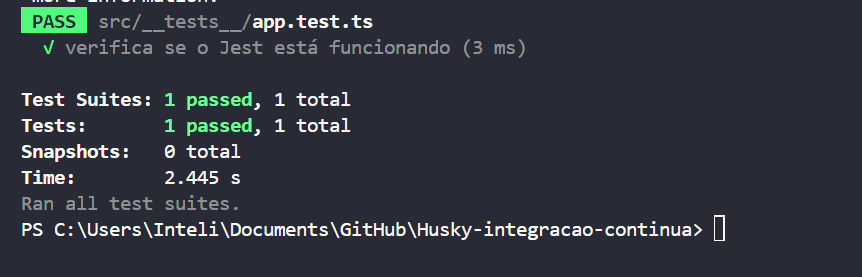 more information.
PASS src/__tests__/app.test.ts
√ verifica se o Jest está funcionando (3 ms)
Test Suites: 1 passed, 1 total
Tests: 1 passed, 1 total
Snapshots: 0 total
Time: 2.445 s
Ran all test suites.
PS C:\Users\Inteli\Documents\GitHub\Husky-integracao-continua>